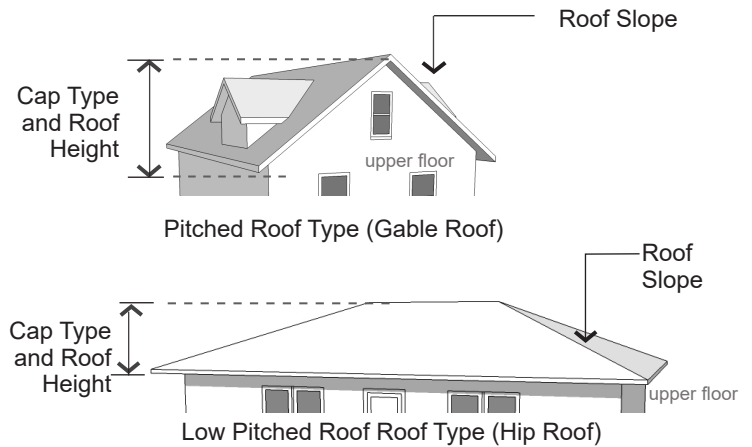 Roof Slope
Cap Type
and Roof
Height
upper floor
Pitched Roof Type (Gable Roof)
Roof
Slope
Cap Type
and Roof
Height
upper floor
Low Pitched Roof Roof Type (Hip Roof)